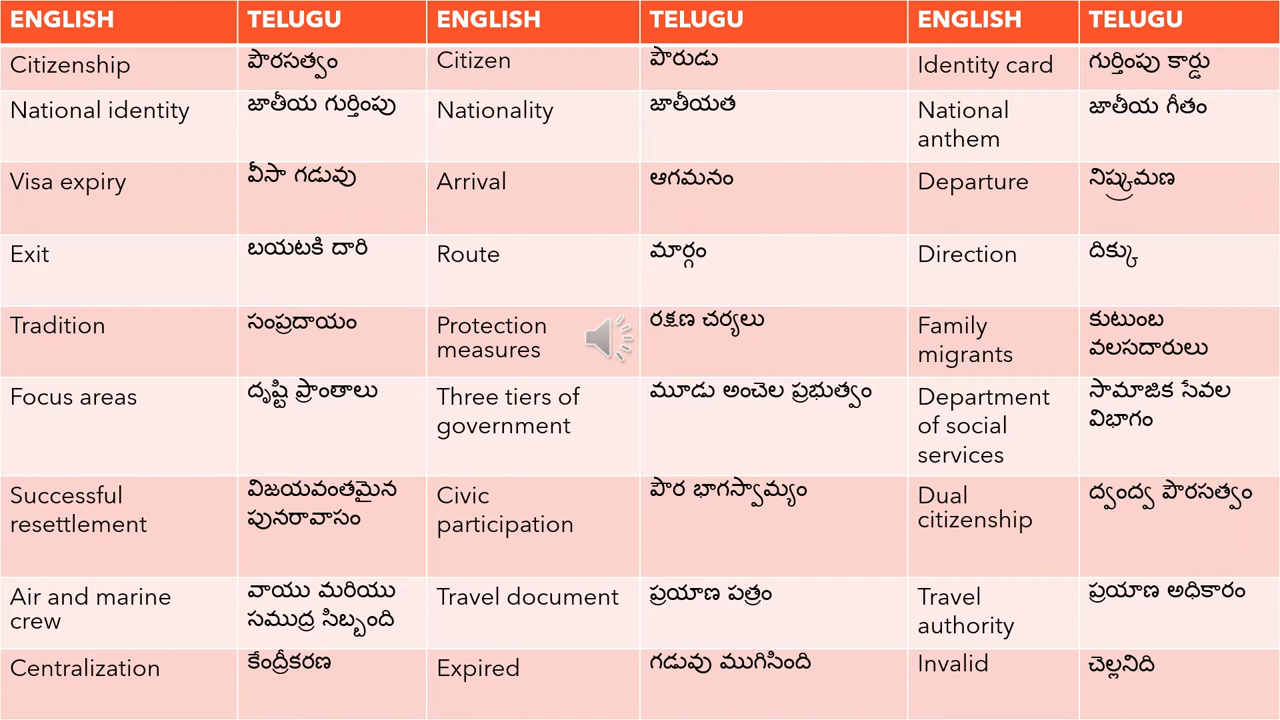 ENGLISH TELUGU ENGLISH TELUGU ENGLISH TELUGU
Citizenship పౌరసత్వం Citizen పౌరుడు Identity card గుర్తింపు కార్డు
National identity జాతీయ గుర్తింపు Nationality జాతీయత National
anthem జాతీయ గీతం
Visa expiry వీసా గడువు Arrival ఆగమనం Departure నిష్క్రమణ
Exit బయటకి దారి Route మార్గం Direction దిక్కు
Tradition సంప్రదాయం Protection
measures రక్షణ చర్యలు Family
migrants కుటుంబ
వలసదారులు
Focus areas దృష్టి ప్రాంతాలు Three tiers of
government మూడు అంచెల ప్రభుత్వం Department
of social
services సామాజిక సేవల
విభాగం
Successful
resettlement విజయవంతమైన
పునరావాసం Civic
participation పౌర భాగస్వామ్యం Dual
citizenship ద్వంద్వ పౌరసత్వం
Air and marine
crew వాయు మరియు
సముద్ర సిబ్బంది Travel document ప్రయాణ పత్రం Travel
authority ప్రయాణ అధికారం
Centralization కేంద్రీకరణ Expired గడువు ముగిసింది Invalid చెల్లనిది